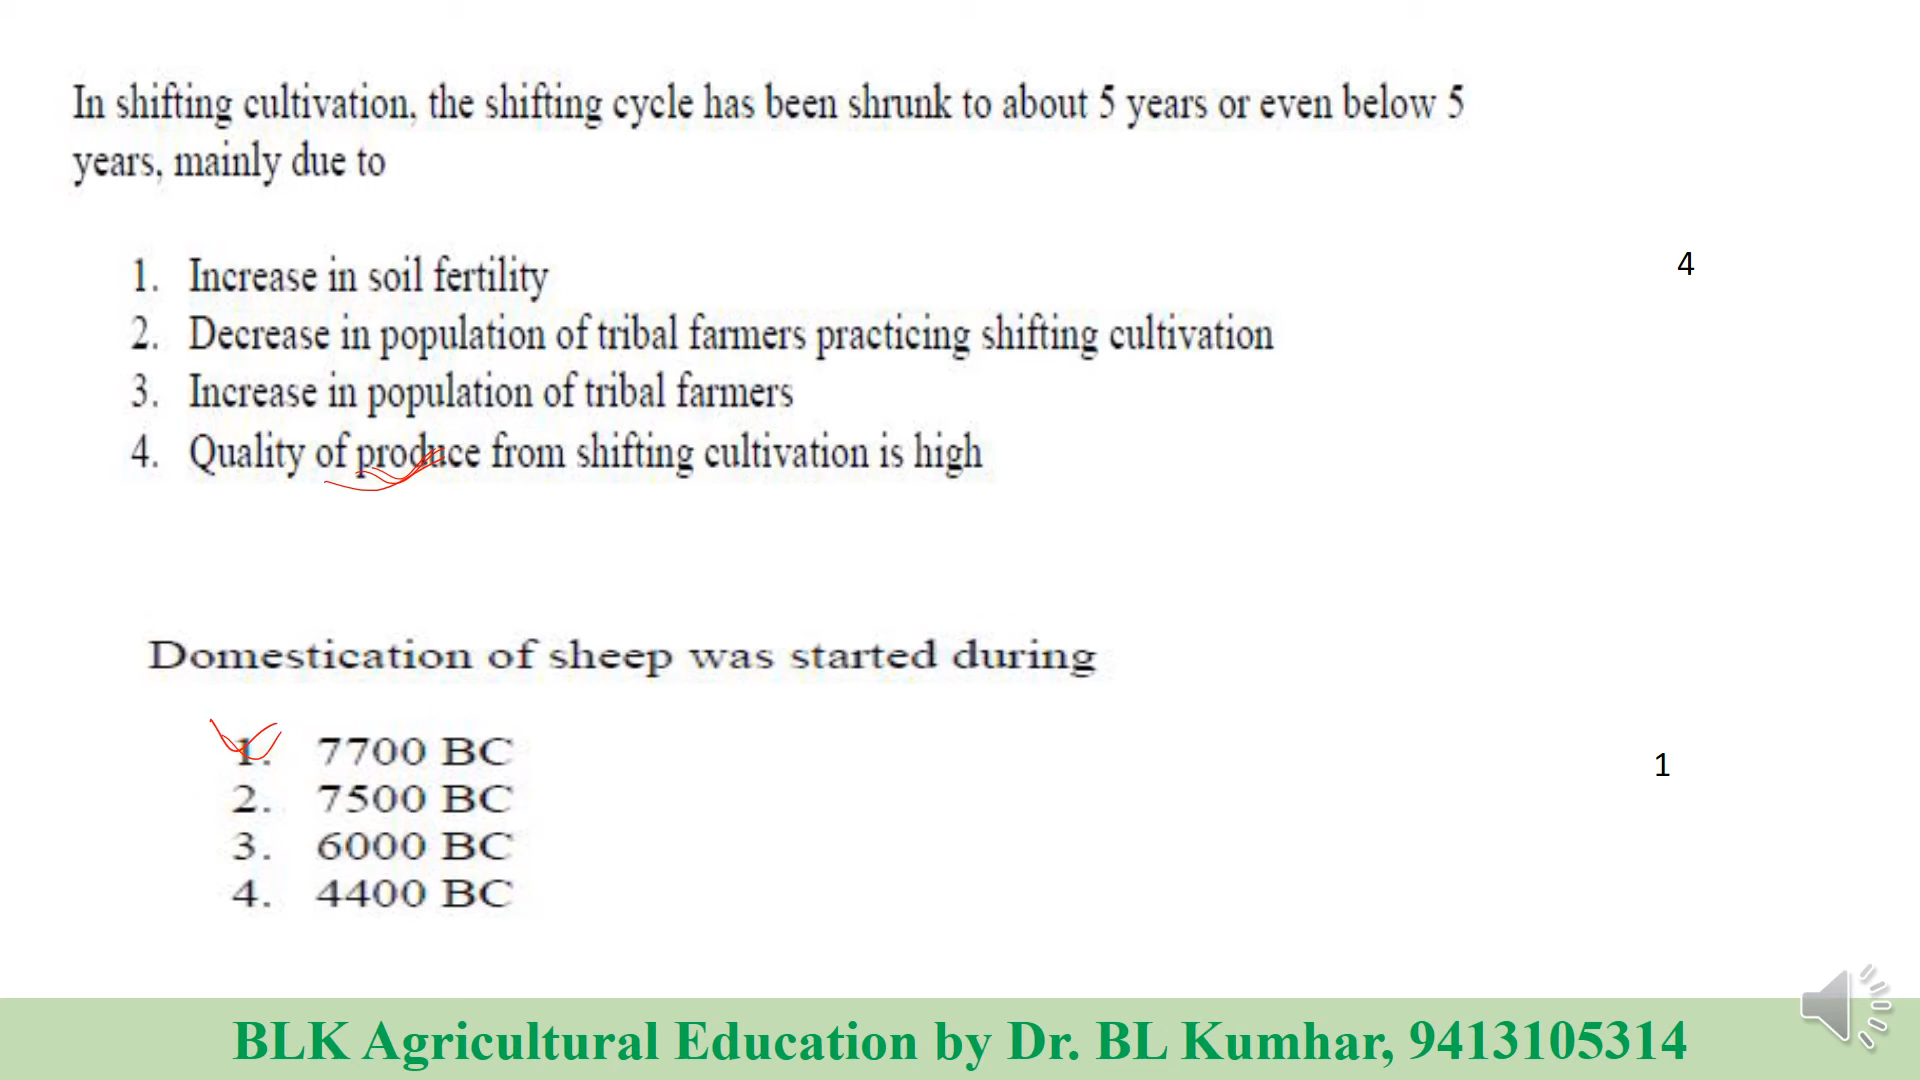 In shifting cultivation, the shifting cycle has been shrunk to about 5 years or even below 5
years, mainly due to
1. Increase in soil fertility
4
2. Decrease in population of tribal farmers practicing shifting cultivation
3. Increase in population of tribal farmers
4. Quality of produce from shifting cultivation is high
Domestication of sheep was started during
1. 7700 BC
1
2. 7500 BC
3. 6000 BC
4. 4400 BC
BLK Agricultural Education by Dr. BL Kumhar, 9413105314